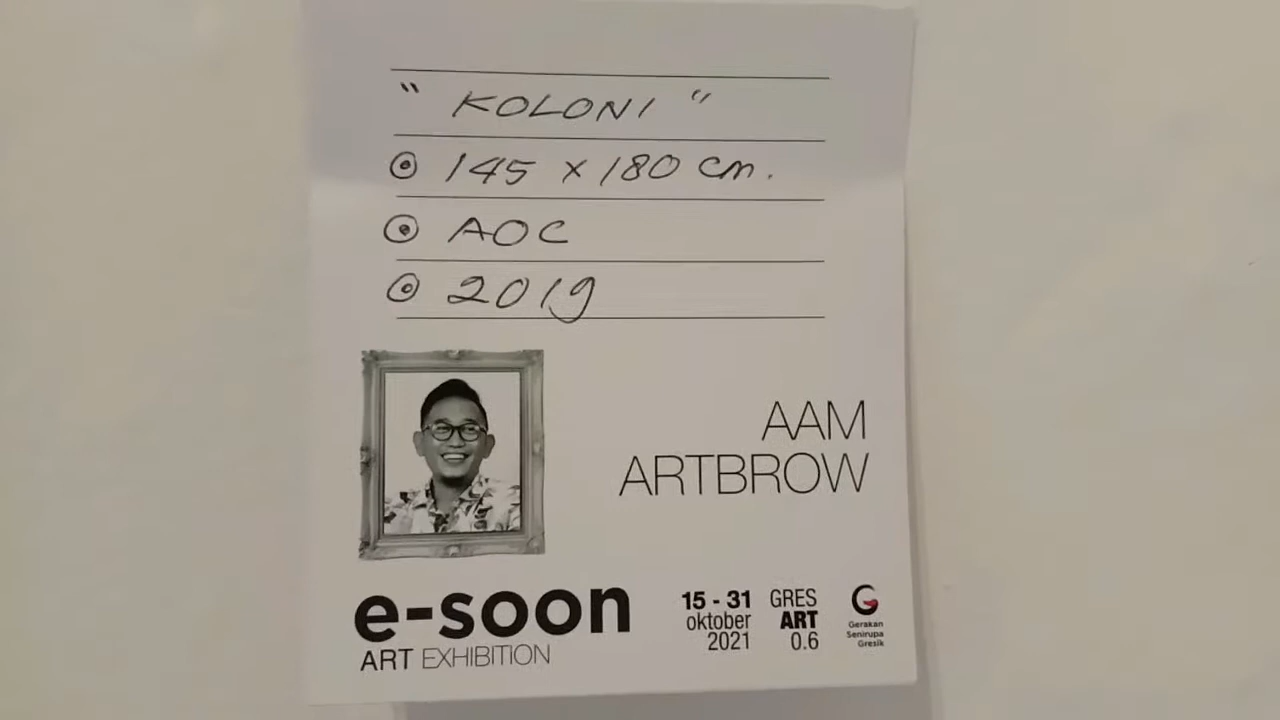 " KOLONI "
145 x 180 cm.
AOC
2019
AAM
ARTBROW
e-soon
ART EXHIBITION
15 - 31
oktober
2021
GRES
ART
0.6
G
Gerakan
Senirupa
Gresik